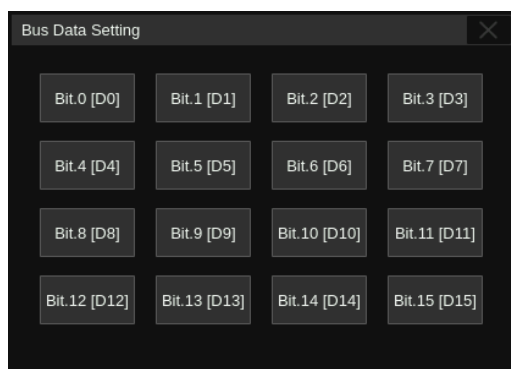 Bus Data Setting
Bit.0 [D0] Bit.1 [D1] Bit.2 [D2] Bit.3 [D3]
Bit.4 [D4] Bit.5 [D5] Bit.6 [D6] Bit.7 [D7]
Bit.8 [D8] Bit.9 [D9] Bit.10 [D10] Bit.11 [D11]
Bit.12 [D12] Bit.13 [D13] Bit.14 [D14] Bit.15 [D15]